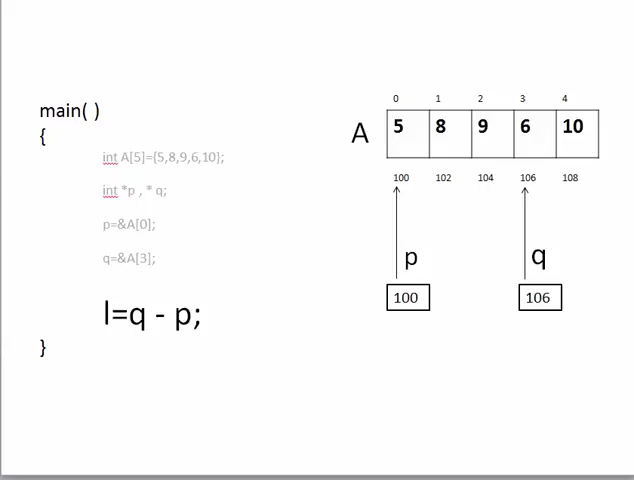 main( )
{
int A[5]={5,8,9,6,10};
int *p , * q;
p=&A[0];
q=&A[3];
l=q - p;
}
0 1 2 3 4
A 5 8 9 6 10
100 102 104 106 108
p q
100 106